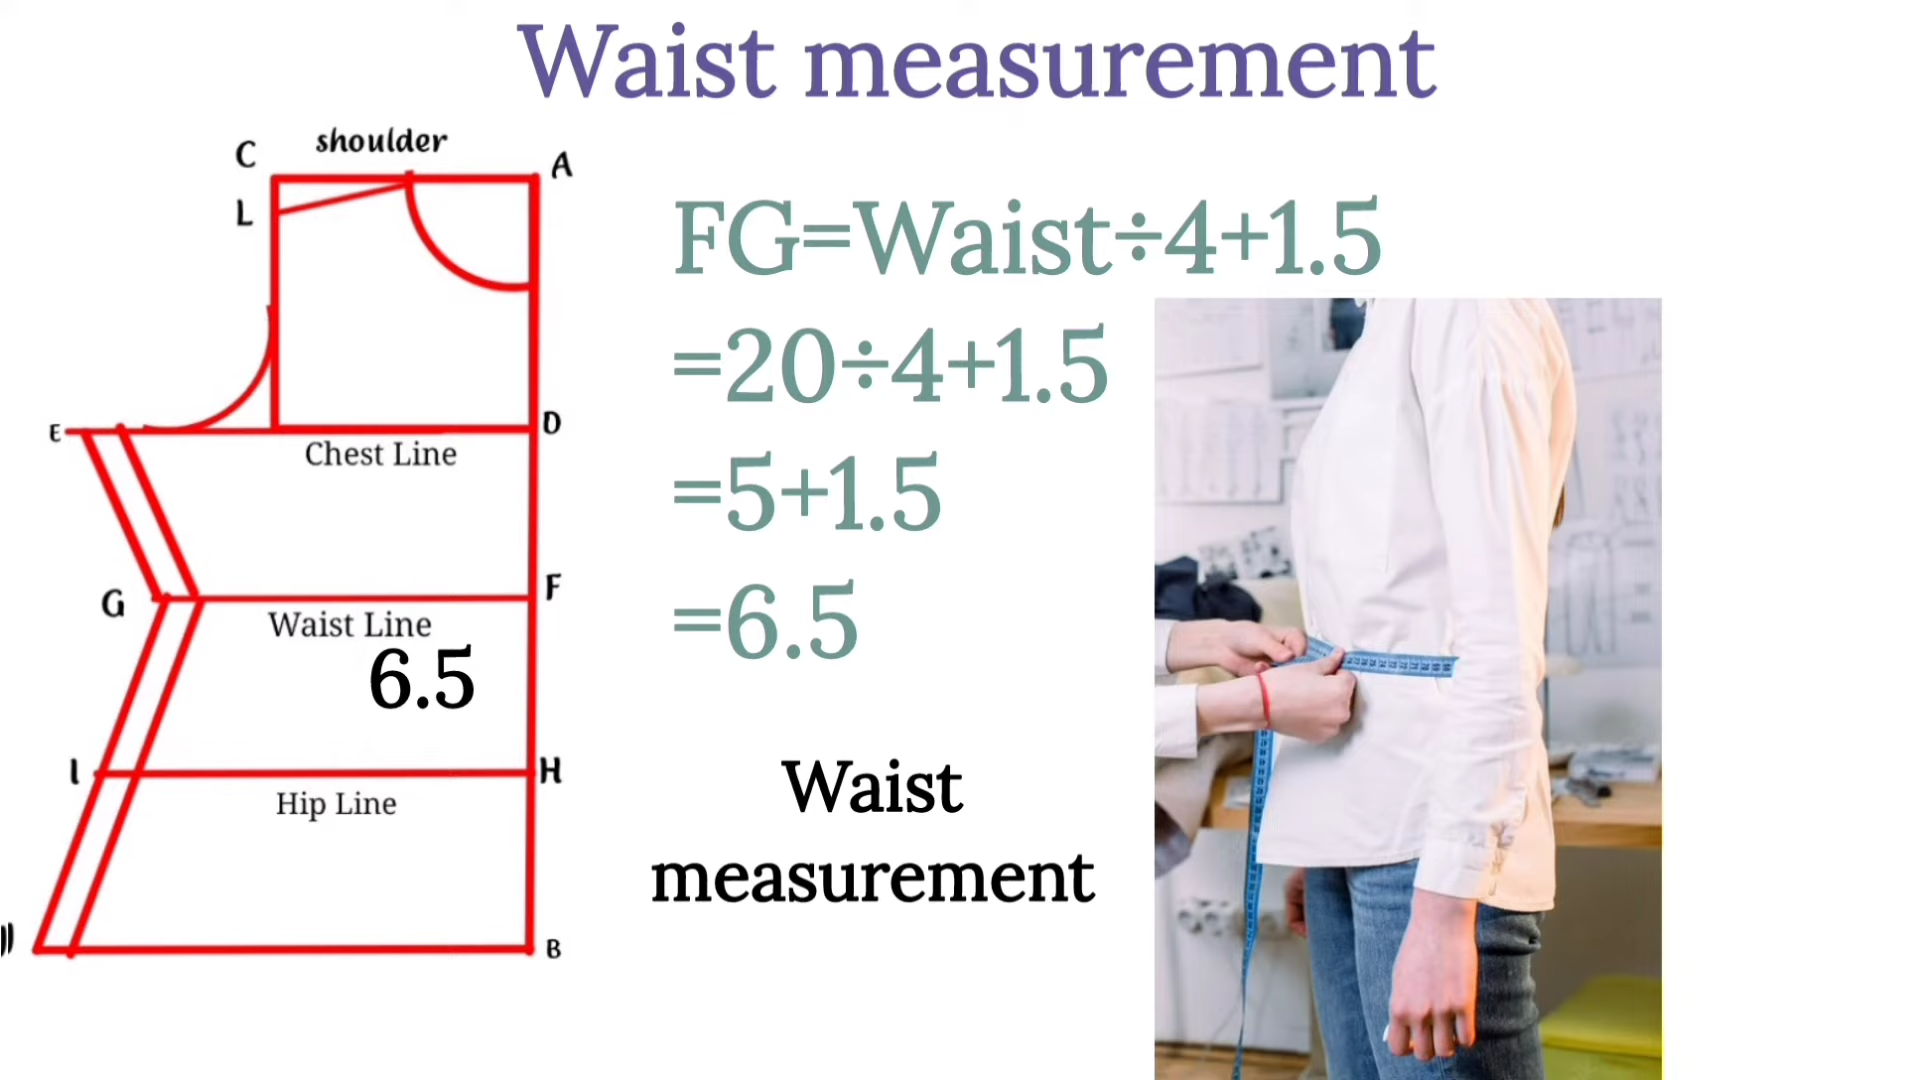 Waist measurement
C
shoulder
A
L
FG=Waist÷4+1.5
=20÷4+1.5
E
D
Chest Line
=5+1.5
G
F
Waist Line
6.5
=6.5
I
H
Hip Line
Waist
measurement
B